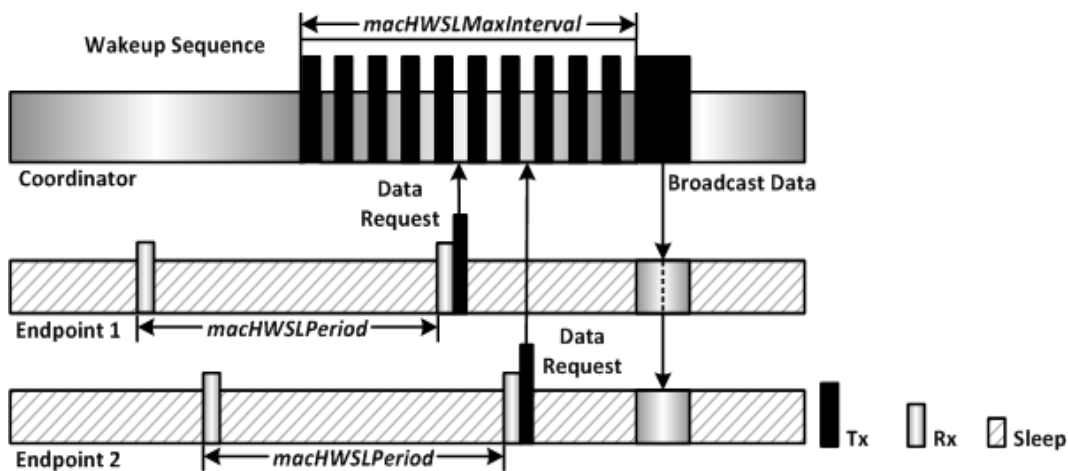 macHWSLMaxInterval
Wakeup Sequence
Coordinator
Data
Request
Broadcast Data
Endpoint 1
macHWSLPeriod
Data
Request
Endpoint 2
macHWSLPeriod
Tx
Rx
Sleep